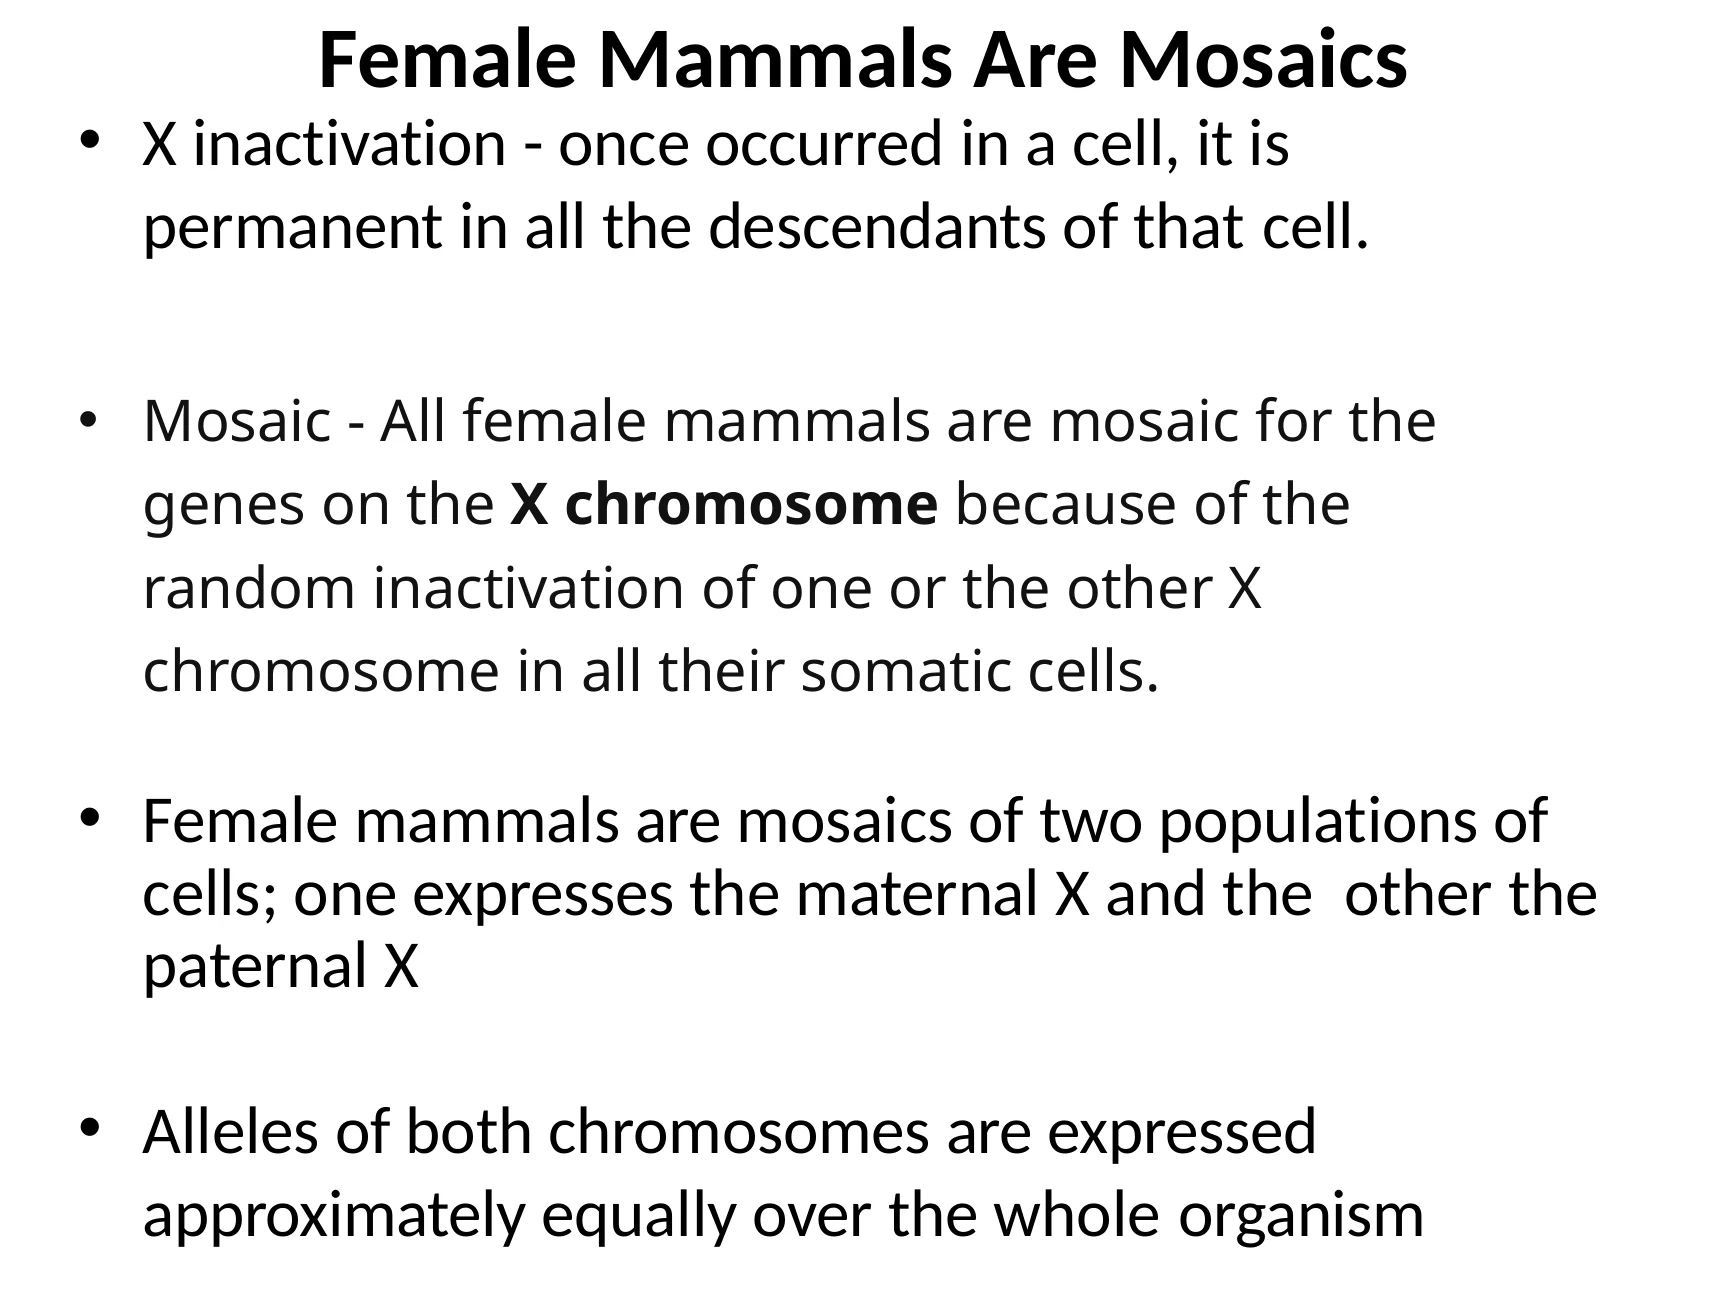 Female Mammals Are Mosaics
• X inactivation - once occurred in a cell, it is
permanent in all the descendants of that cell.
• Mosaic - All female mammals are mosaic for the
genes on the X chromosome because of the
random inactivation of one or the other X
chromosome in all their somatic cells.
• Female mammals are mosaics of two populations of
cells; one expresses the maternal X and the  other the
paternal X
• Alleles of both chromosomes are expressed
approximately equally over the whole organism